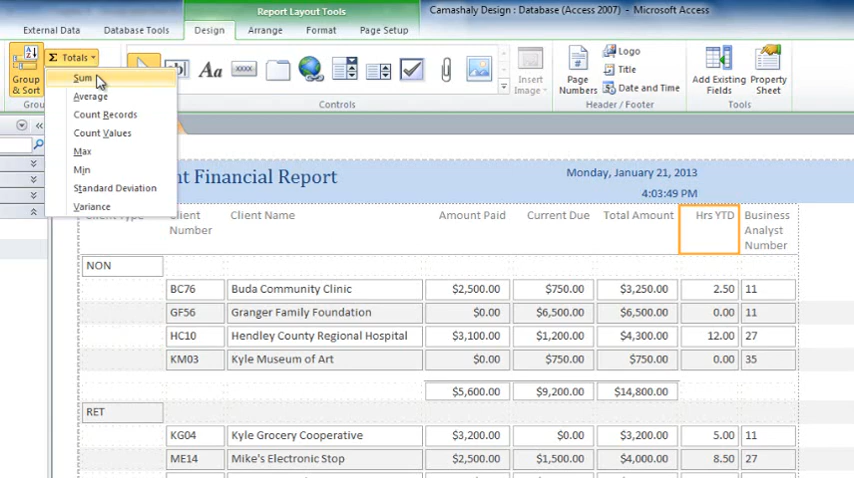 Report Layout Tools
Camashaly Design : Database (Access 2007) - Microsoft Access
External Data Database Tools Design Arrange Format Page Setup
Group & Sort
Σ Totals
Sum
Average
Count Records
Count Values
Max
Min
Standard Deviation
Variance
Aa
ab
xxxx
Insert Image
Page Numbers
Logo
Title
Date and Time
Add Existing Fields
Property Sheet
Controls
Header / Footer
Tools
nt Financial Report
Monday, January 21, 2013
4:03:49 PM
Client Type Client Number Client Name Amount Paid Current Due Total Amount Hrs YTD Business Analyst Number
NON
BC76 Buda Community Clinic $2,500.00 $750.00 $3,250.00 2.50 11
GF56 Granger Family Foundation $0.00 $6,500.00 $6,500.00 0.00 11
HC10 Hendley County Regional Hospital $3,100.00 $1,200.00 $4,300.00 12.00 27
KM03 Kyle Museum of Art $0.00 $750.00 $750.00 0.00 35
$5,600.00 $9,200.00 $14,800.00
RET
KG04 Kyle Grocery Cooperative $3,200.00 $0.00 $3,200.00 5.00 11
ME14 Mike's Electronic Stop $2,500.00 $1,500.00 $4,000.00 8.50 27